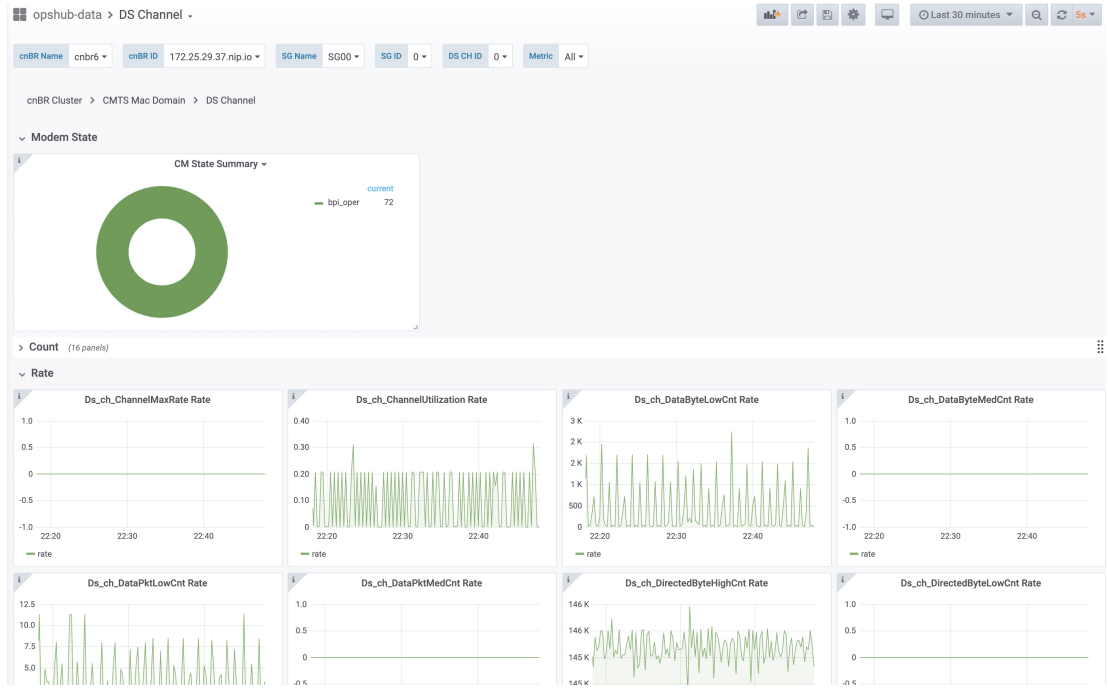 opshub-data > DS Channel
Last 30 minutes
5s
cnBR Name cnbr6 cnBR ID 172.25.29.37.nip.io SG Name SG00 SG ID 0 DS CH ID 0 Metric All
cnBR Cluster > CMTS Mac Domain > DS Channel
Modem State
i
CM State Summary
current
bpi_oper 72
Count (16 panels)
Rate
i
Ds_ch_ChannelMaxRate Rate
1.0
0.5
0
-0.5
-1.0
22:20 22:30 22:40
rate
i
Ds_ch_ChannelUtilization Rate
0.40
0.30
0.20
0.10
0
22:20 22:30 22:40
rate
i
Ds_ch_DataByteLowCnt Rate
3 K
2 K
2 K
1 K
500
0
22:20 22:30 22:40
rate
i
Ds_ch_DataByteMedCnt Rate
1.0
0.5
0
-0.5
-1.0
22:20 22:30 22:40
rate
i
Ds_ch_DataPktLowCnt Rate
12.5
10.0
7.5
5.0
i
Ds_ch_DataPktMedCnt Rate
1.0
0.5
0
-0.5
i
Ds_ch_DirectedByteHighCnt Rate
146 K
146 K
145 K
145 K
i
Ds_ch_DirectedByteLowCnt Rate
1.0
0.5
0
-0.5